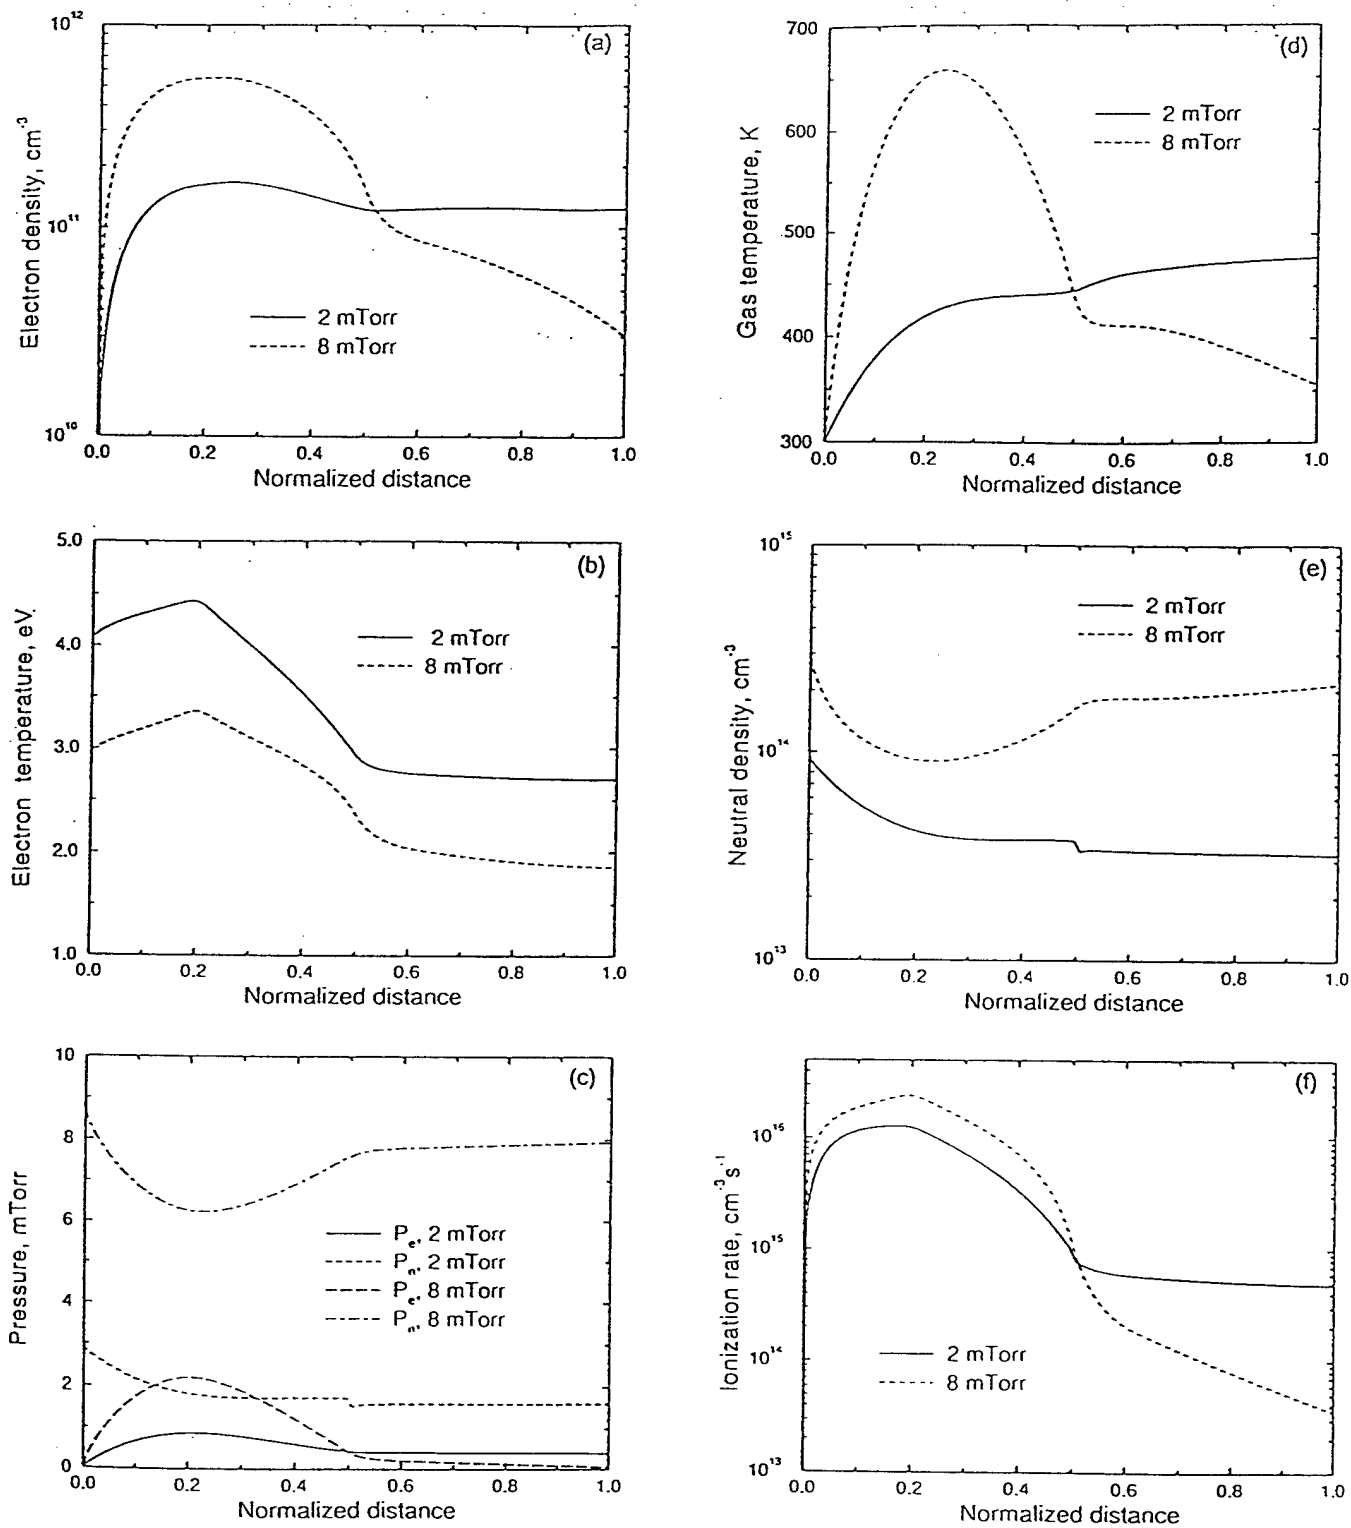 (a)
Electron density, cm⁻³
10¹²
10¹¹
10¹⁰
2 mTorr
8 mTorr
0.0 0.2 0.4 0.6 0.8 1.0
Normalized distance
(d)
Gas temperature, K
700
600
500
400
300
2 mTorr
8 mTorr
0.0 0.2 0.4 0.6 0.8 1.0
Normalized distance
(b)
Electron temperature, eV
5.0
4.0
3.0
2.0
1.0
2 mTorr
8 mTorr
0.0 0.2 0.4 0.6 0.8 1.0
Normalized distance
(e)
Neutral density, cm⁻³
10¹⁵
10¹⁴
10¹³
2 mTorr
8 mTorr
0.0 0.2 0.4 0.6 0.8 1.0
Normalized distance
(c)
Pressure, mTorr
10
8
6
4
2
0
Pₑ, 2 mTorr
Pₙ, 2 mTorr
Pₑ, 8 mTorr
Pₙ, 8 mTorr
0.0 0.2 0.4 0.6 0.8 1.0
Normalized distance
(f)
Ionization rate, cm⁻³s⁻¹
10¹⁶
10¹⁵
10¹⁴
10¹³
2 mTorr
8 mTorr
0.0 0.2 0.4 0.6 0.8 1.0
Normalized distance